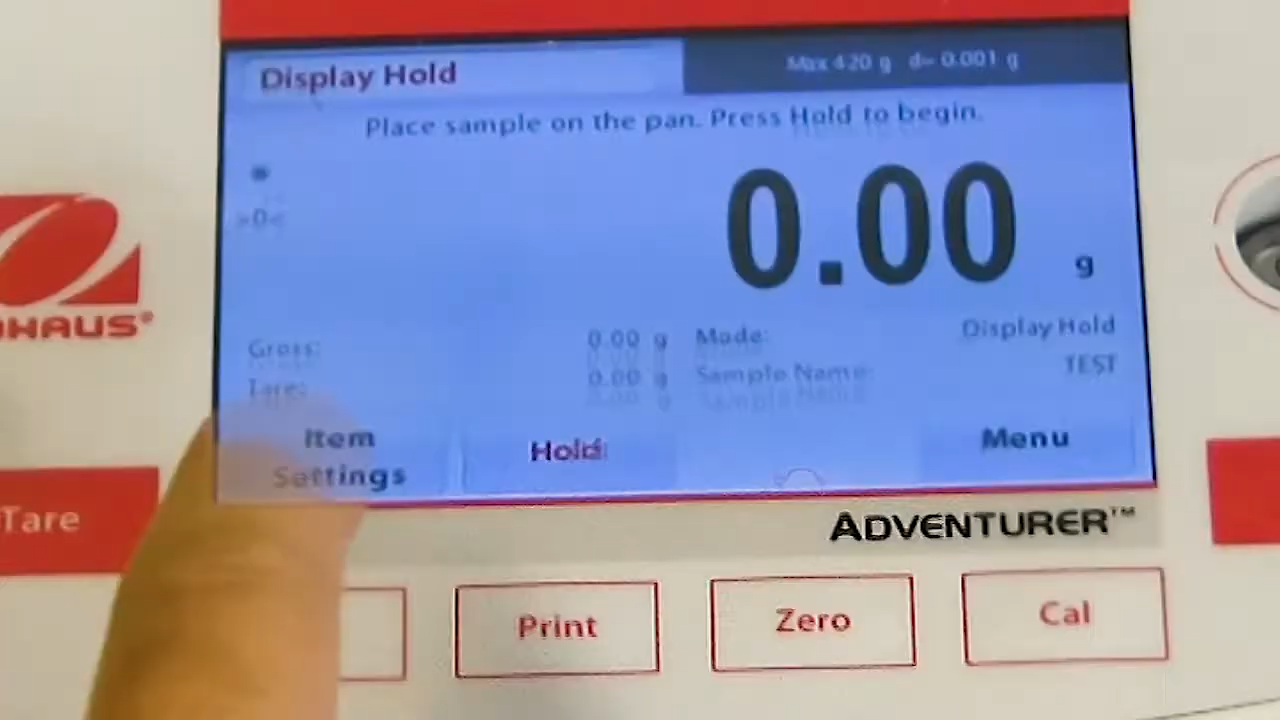 Display Hold
Max 420 g d= 0.001 g
Place sample on the pan. Press Hold to begin.
>0<
0.00 g
Gross: 0.00 g
Mode: Display Hold
Tare: 0.00 g
Sample Name: TEST
Item Settings
Hold
Menu
OHAUS®
Tare
ADVENTURER™
Print
Zero
Cal